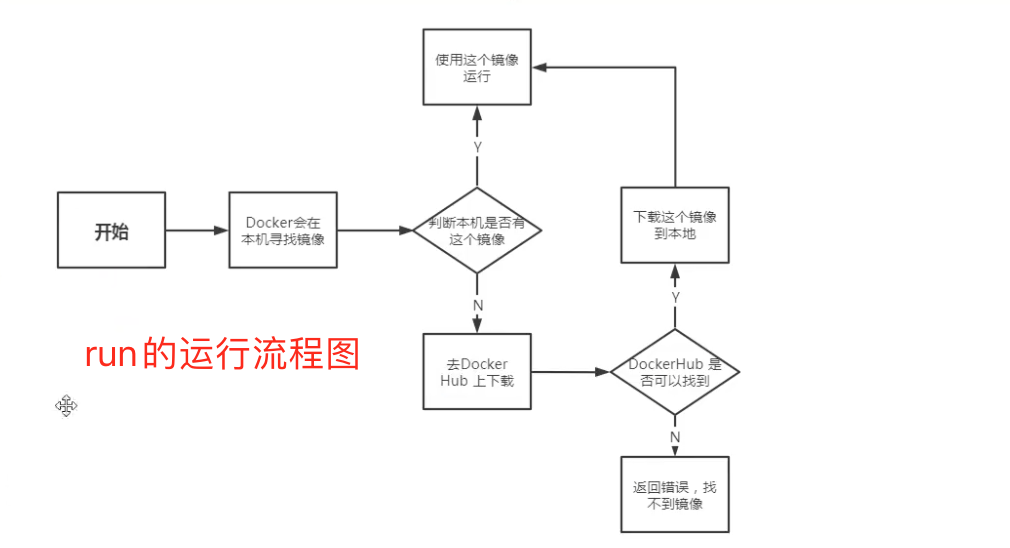 使用这个镜像
运行
Y
开始
Docker会在
本机寻找镜像
判断本机是否有
这个镜像
下载这个镜像
到本地
N
Y
run的运行流程图
去Docker
Hub 上下载
DockerHub 是
否可以找到
N
返回错误，找
不到镜像